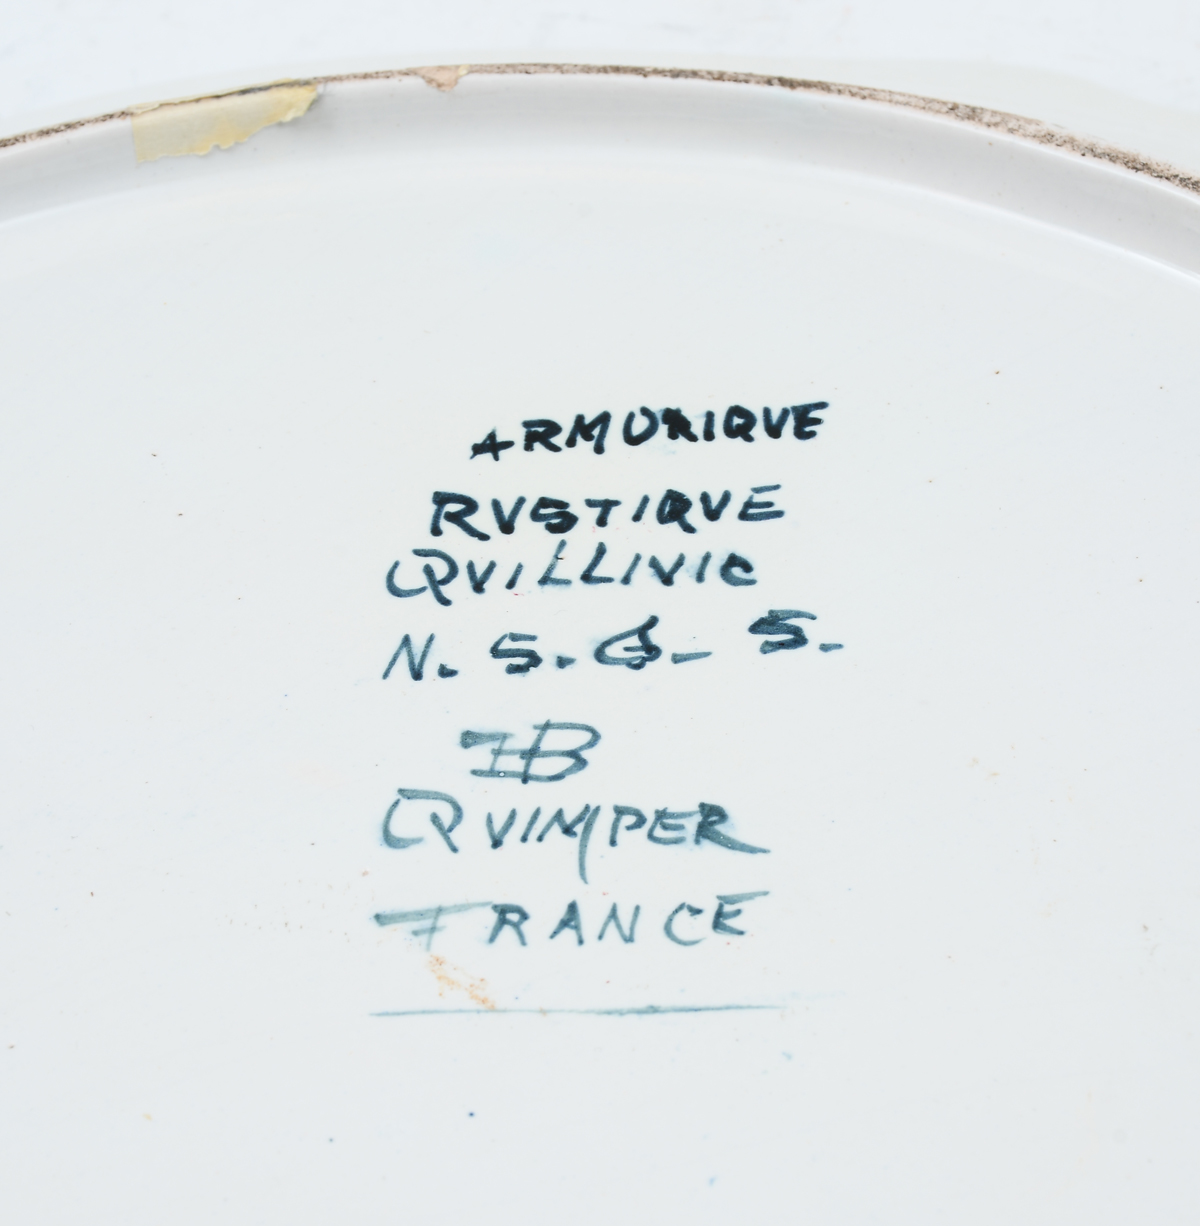 ARMORIQVE
RVSTIQVE
QVILLIVIC
N. S. G. S.
HB
QVIMPER
FRANCE